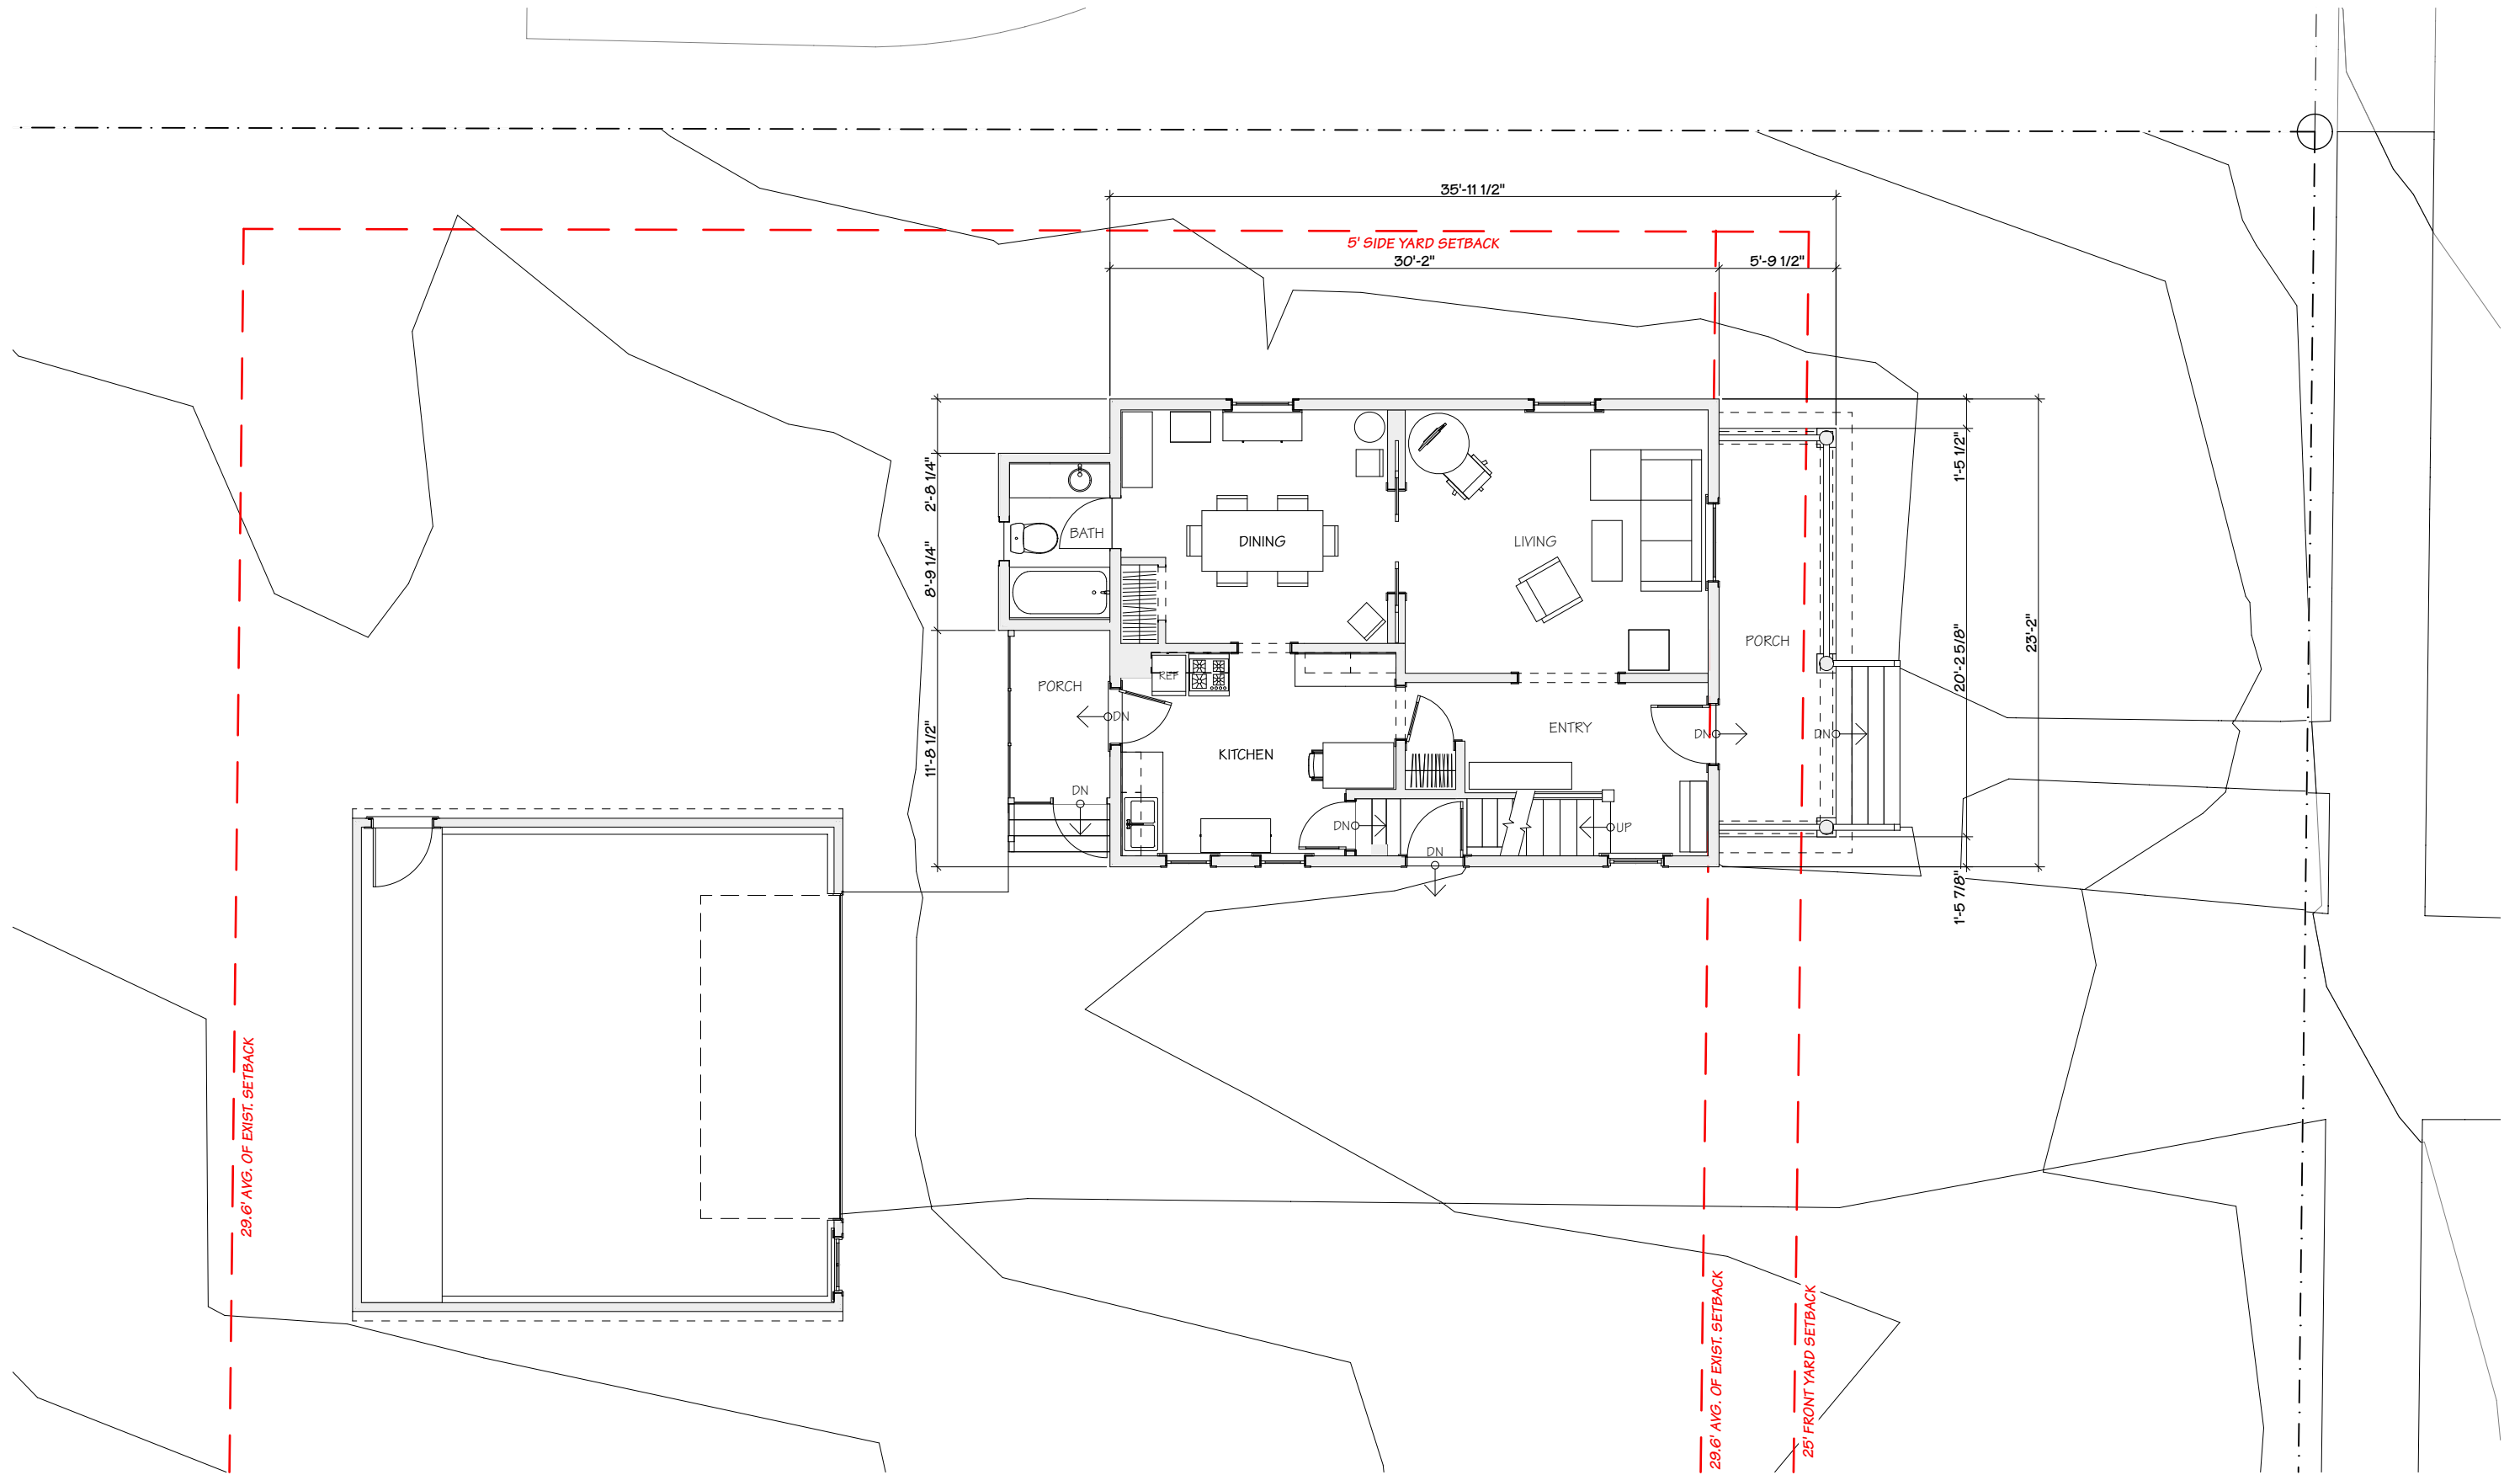 35'-11 1/2"
5' SIDE YARD SETBACK
30'-2"
5'-9 1/2"
1'-5 1/2"
2'-8 1/4"
BATH
DINING
LIVING
8'-9 1/4"
23'-2"
PORCH
20'-2 5/8"
REF
PORCH
DN
ENTRY
DN
DN
11'-8 1/2"
KITCHEN
DN
DN
UP
DN
1'-5 7/8"
29.6' AVG. OF EXIST. SETBACK
29.6' AVG. OF EXIST. SETBACK
25' FRONT YARD SETBACK